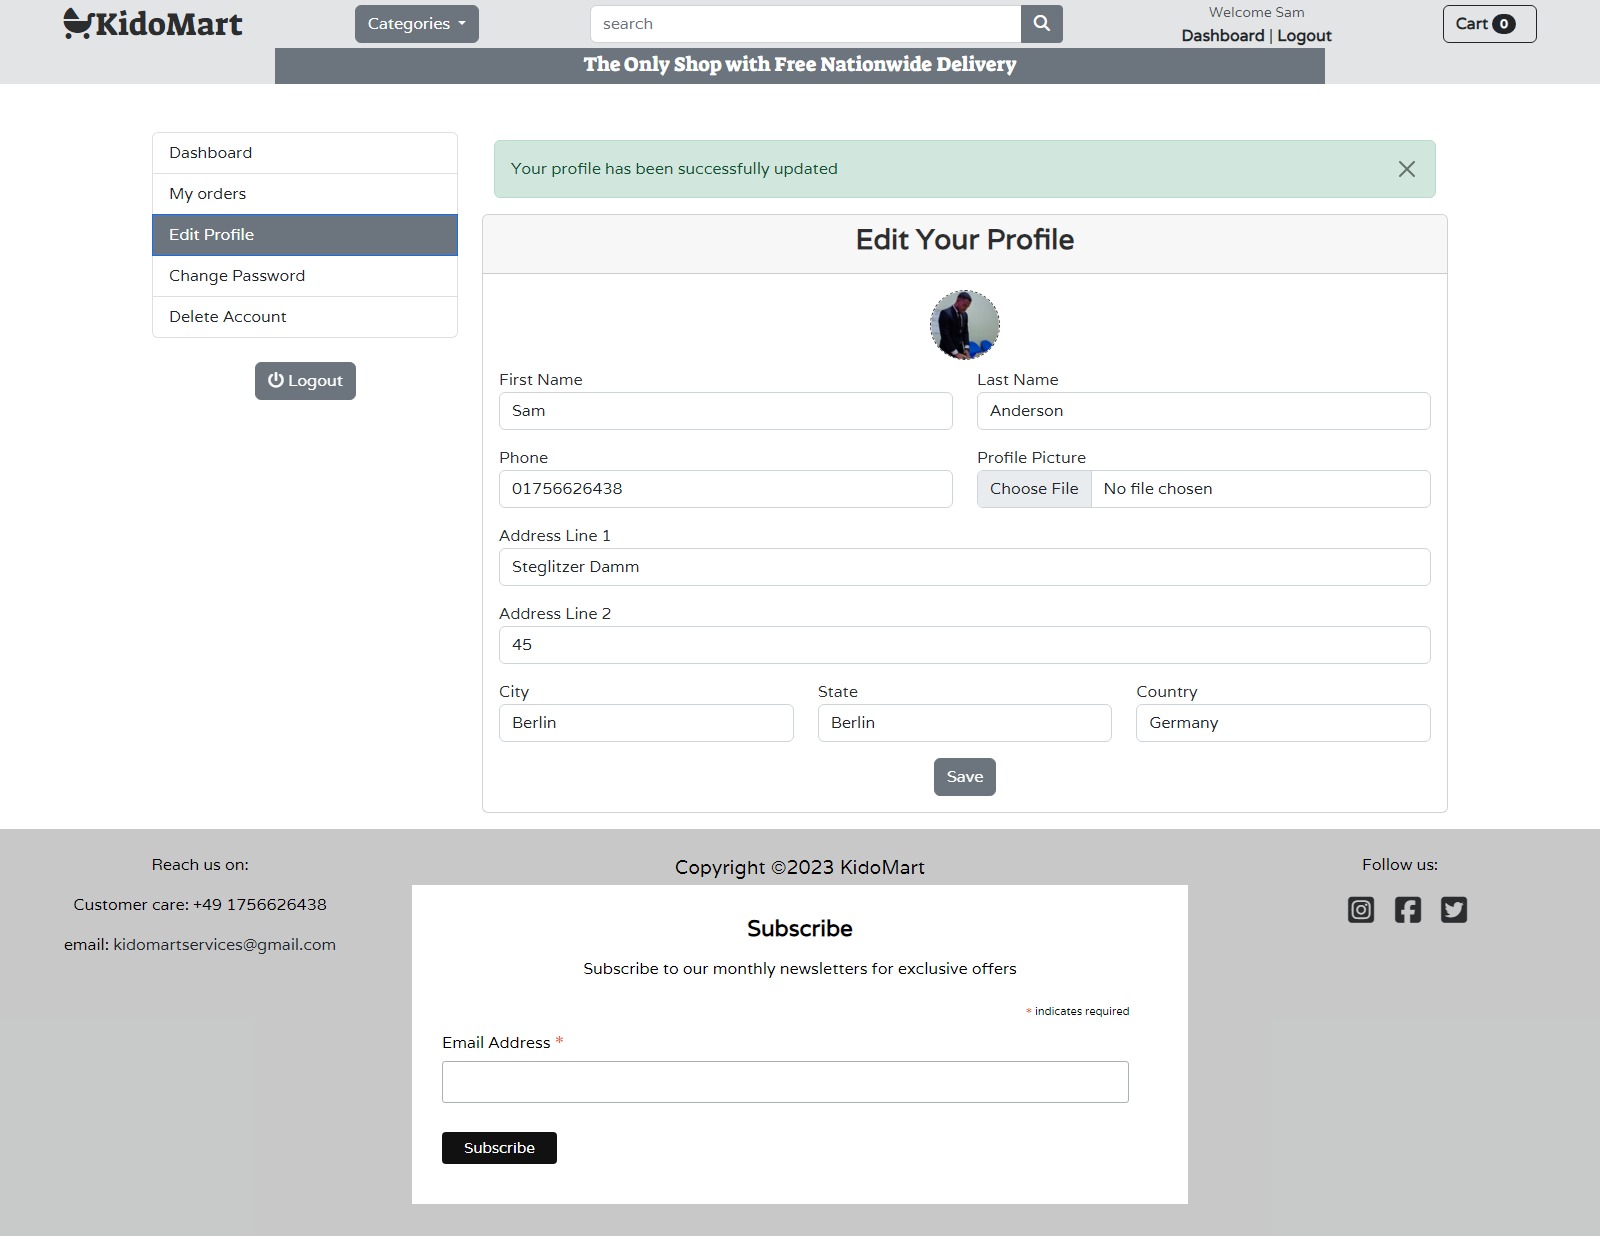 KidoMart
Categories
search
Welcome Sam
Dashboard | Logout
Cart 0
The Only Shop with Free Nationwide Delivery
Dashboard
My orders
Edit Profile
Change Password
Delete Account
Logout
Your profile has been successfully updated
Edit Your Profile
First Name
Last Name
Sam
Anderson
Phone
Profile Picture
01756626438
Choose File No file chosen
Address Line 1
Steglitzer Damm
Address Line 2
45
City
State
Country
Berlin
Berlin
Germany
Save
Reach us on:
Customer care: +49 1756626438
email: kidomartservices@gmail.com
Copyright ©2023 KidoMart
Subscribe
Subscribe to our monthly newsletters for exclusive offers
* indicates required
Email Address *
Subscribe
Follow us: